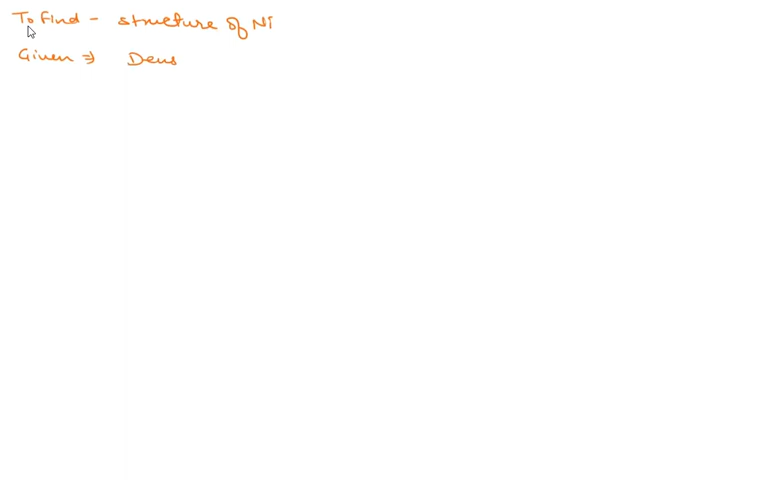 To Find - structure of Ni
Given ⇒ Dens